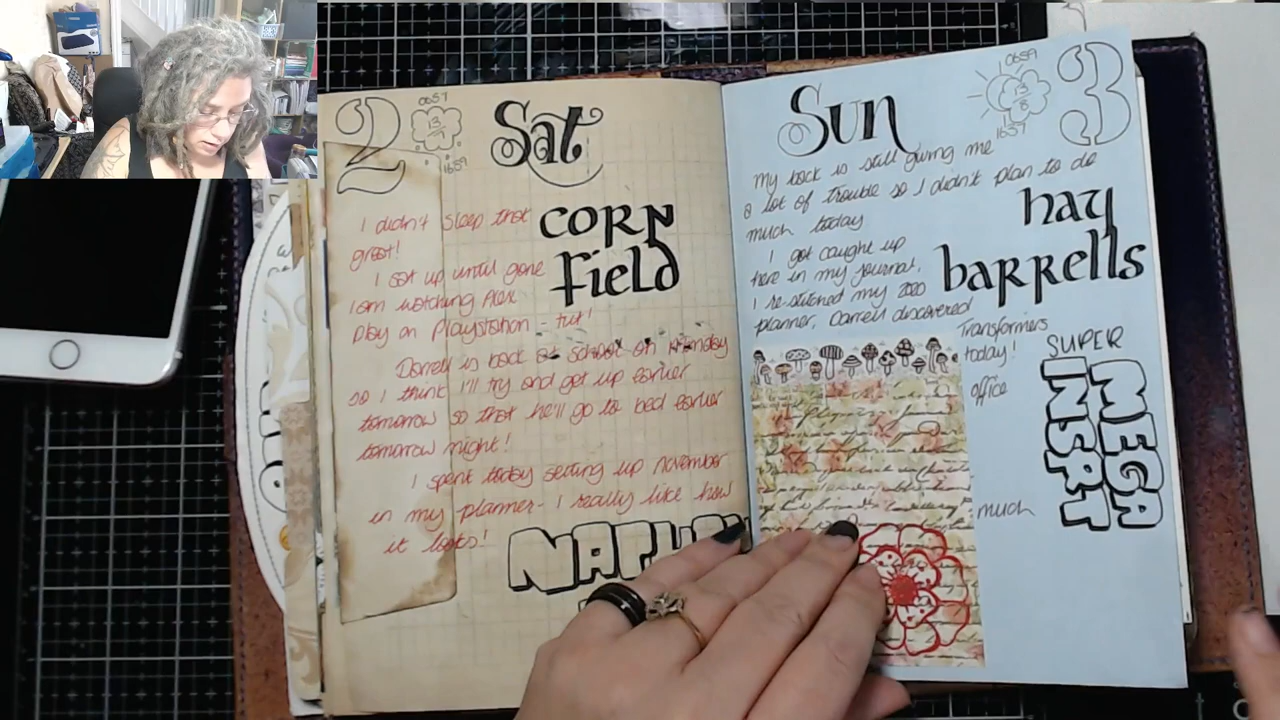 2
0657
13
1659
Sat
I didn't sleep that
great!
I sat up until gone
1am watching Alex
play on playstation - tut!
Darrell is back at school on Monday
so I think I'll try and get up earlier
tomorrow so that he'll go to bed earlier
tomorrow night!
I spent today setting up november
in my planner - I really like how
it looks!
CORN
FIELD
Sun
0659
13
8
1657
3
My back is still giving me
a lot of trouble so I didn't plan to do
much today
I got caught up
here in my journal,
I re-stitched my 2020
planner, Darrell discovered
Transformers
today!
office
much
hay
barrells
SUPER
MEGA
INSPRT